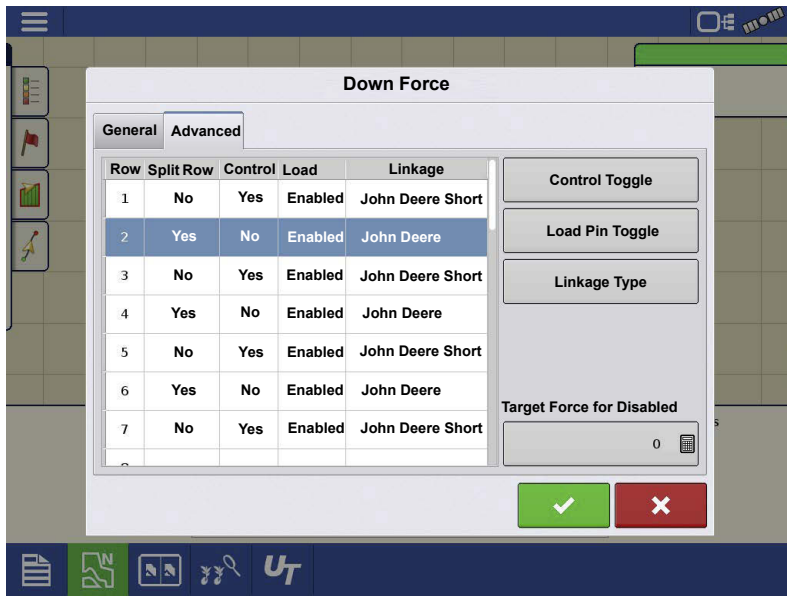 Down Force
General Advanced
Row Split Row Control Load Linkage
1 No Yes Enabled John Deere Short
2 Yes No Enabled John Deere
3 No Yes Enabled John Deere Short
4 Yes No Enabled John Deere
5 No Yes Enabled John Deere Short
6 Yes No Enabled John Deere
7 No Yes Enabled John Deere Short
Control Toggle
Load Pin Toggle
Linkage Type
Target Force for Disabled
0
s
N
UT